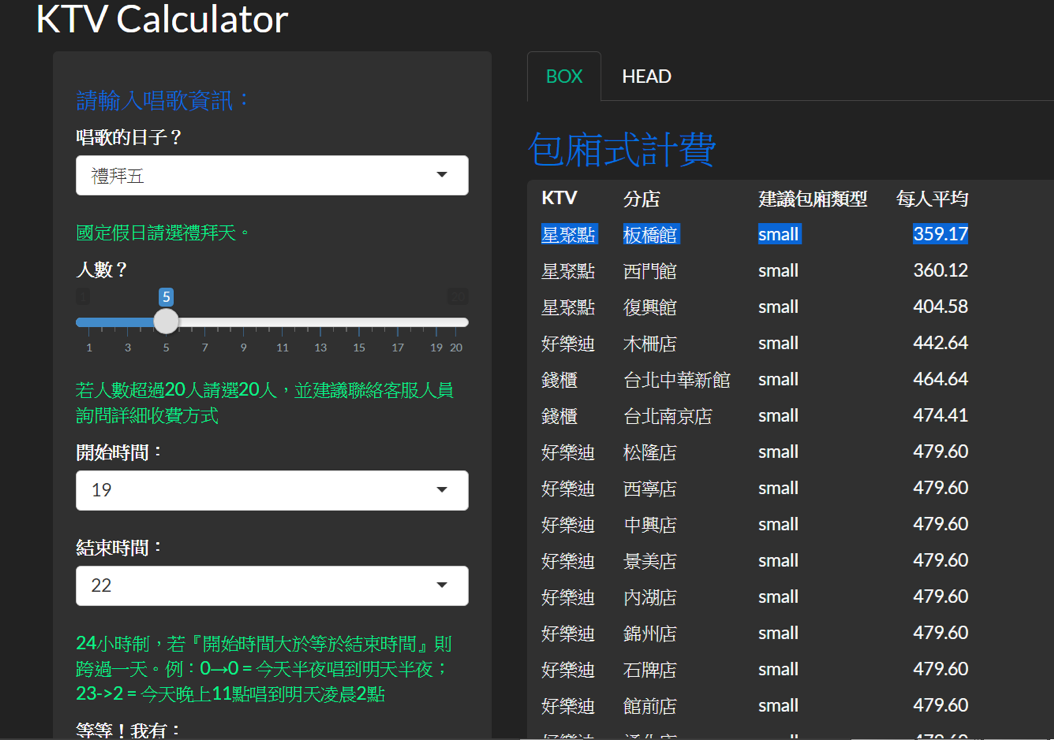 KTV Calculator
請輸入唱歌資訊：
唱歌的日子？
禮拜五
國定假日請選禮拜天。
人數？
5
1 3 5 7 9 11 13 15 17 19 20
若人數超過20人請選20人，並建議聯絡客服人員
詢問詳細收費方式
開始時間：
19
結束時間：
22
24小時制，若『開始時間大於等於結束時間』則
跨過一天。例：0→0 = 今天半夜唱到明天半夜；
23->2 = 今天晚上11點唱到明天凌晨2點
等等！我有：
BOX HEAD
包廂式計費
KTV 分店 建議包廂類型 每人平均
星聚點 板橋館 small 359.17
星聚點 西門館 small 360.12
星聚點 復興館 small 404.58
好樂迪 木柵店 small 442.64
錢櫃 台北中華新館 small 464.64
錢櫃 台北南京店 small 474.41
好樂迪 松隆店 small 479.60
好樂迪 西寧店 small 479.60
好樂迪 中興店 small 479.60
好樂迪 景美店 small 479.60
好樂迪 內湖店 small 479.60
好樂迪 錦州店 small 479.60
好樂迪 石牌店 small 479.60
好樂迪 館前店 small 479.60